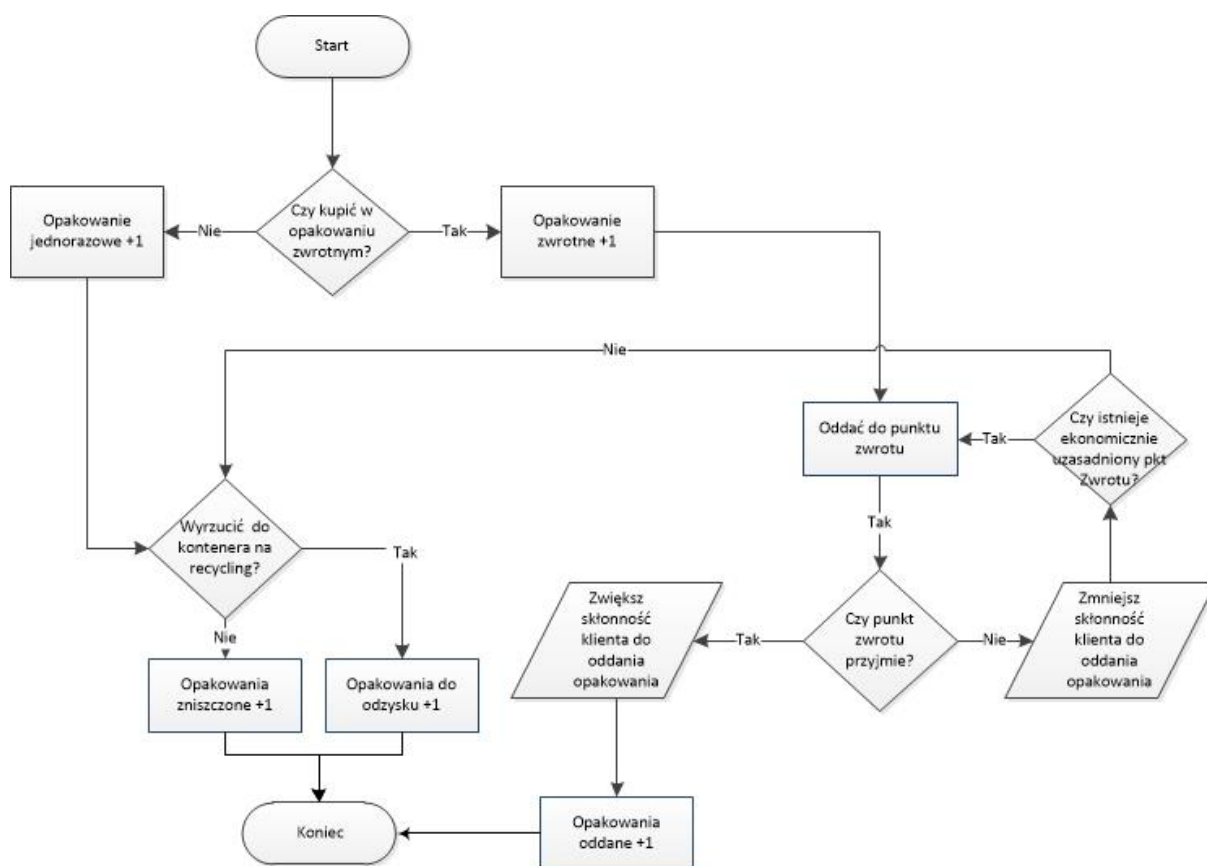 Start
Czy kupić w
opakowaniu
zwrotnym?
Nie
Opakowanie
jednorazowe +1
Tak
Opakowanie
zwrotne +1
Nie
Oddać do punktu
zwrotu
Tak
Czy istnieje
ekonomicznie
uzasadniony pkt
Zwrotu?
Tak
Wyrzucić do
kontenera na
recycling?
Tak
Nie
Zwiększ
skłonność
klienta do
oddania
opakowania
Tak
Czy punkt
zwrotu
przyjmie?
Nie
Zmniejsz
skłonność
klienta do
oddania
opakowania
Opakowania
zniszczone +1
Opakowania do
odzysku +1
Koniec
Opakowania
oddane +1